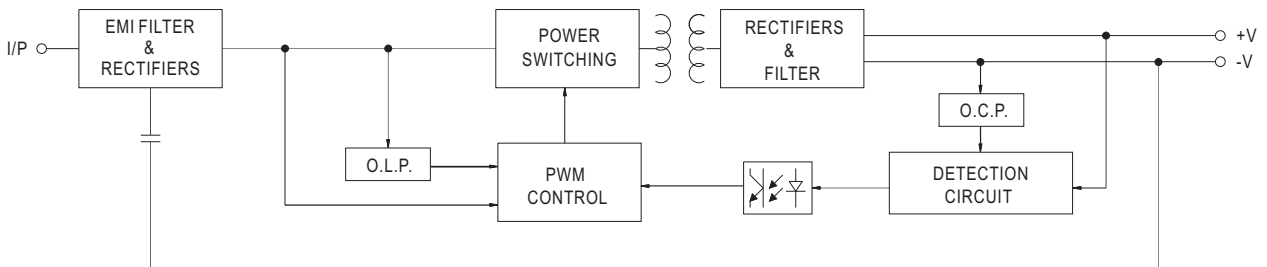 I/P
EMI FILTER
&
RECTIFIERS
POWER
SWITCHING
RECTIFIERS
&
FILTER
+V
-V
O.C.P.
O.L.P.
PWM
CONTROL
DETECTION
CIRCUIT